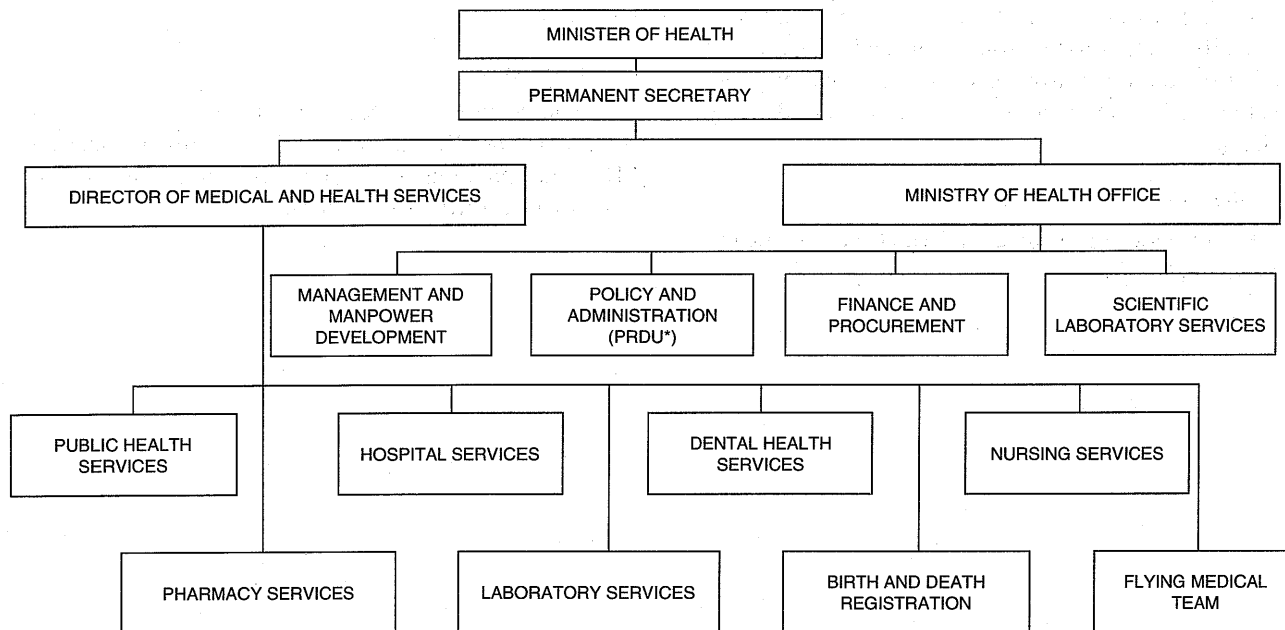 MINISTER OF HEALTH
PERMANENT SECRETARY
DIRECTOR OF MEDICAL AND HEALTH SERVICES
MINISTRY OF HEALTH OFFICE
MANAGEMENT AND
MANPOWER
DEVELOPMENT
POLICY AND
ADMINISTRATION
(PRDU*)
FINANCE AND
PROCUREMENT
SCIENTIFIC
LABORATORY SERVICES
PUBLIC HEALTH
SERVICES
HOSPITAL SERVICES
DENTAL HEALTH
SERVICES
NURSING SERVICES
PHARMACY SERVICES
LABORATORY SERVICES
BIRTH AND DEATH
REGISTRATION
FLYING MEDICAL
TEAM